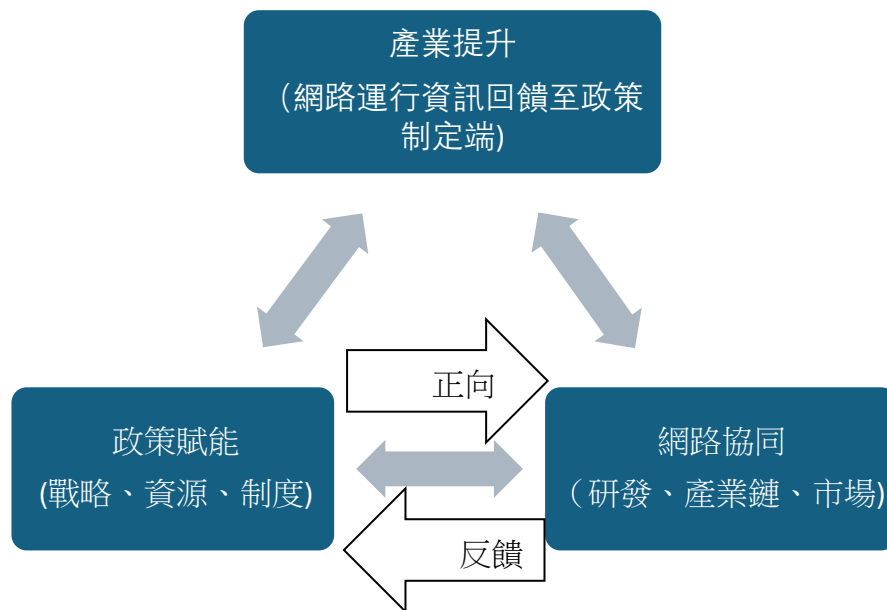 產業提升
（網路運行資訊回饋至政策
制定端)
正向
政策賦能
(戰略、資源、制度)
網路協同
（研發、產業鏈、市場)
反饋